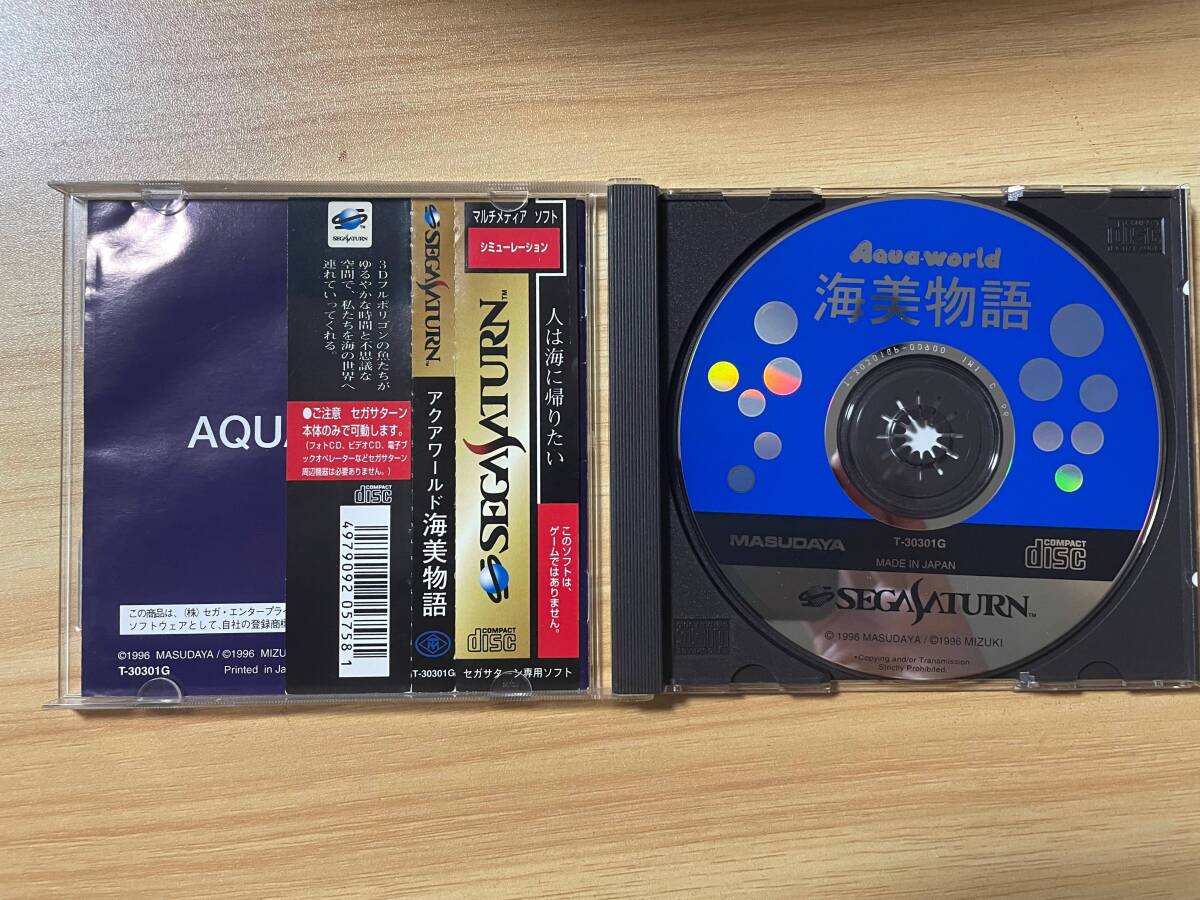 AQUA
この商品は、(株)セガ・エンタープライ
ソフトウェアとして、自社の登録商標
©1996 MASUDAYA / ©1996 MIZU
T-30301G
Printed in Ja
SEGA SATURN
3Dフルポリゴンの魚たちが
ゆるやかな時間と不思議な
空間で、私たちを海の世界へ
連れていってくれる。
●ご注意 セガサターン
本体のみで可動します。
(フォトCD、ビデオCD、電子ブ
ックオペレーターなどセガサターン
周辺機器は必要ありません。)
COMPACT
disc
4979092057581
SEGA SATURN™
アクアワールド 海美物語
T-30301G
マルチメディア ソフト
シミュレーション
SEGA SATURN™
COMPACT
disc
人は海に帰りたい
このソフトは、
ゲームではありません。
セガサターン専用ソフト
Aqua-world
海美物語
MASUDAYA
T-30301G
MADE IN JAPAN
COMPACT
disc
SEGA SATURN™
© 1996 MASUDAYA / ©1996 MIZUKI
•Copying and/or Transmission
Strictly Prohibited.